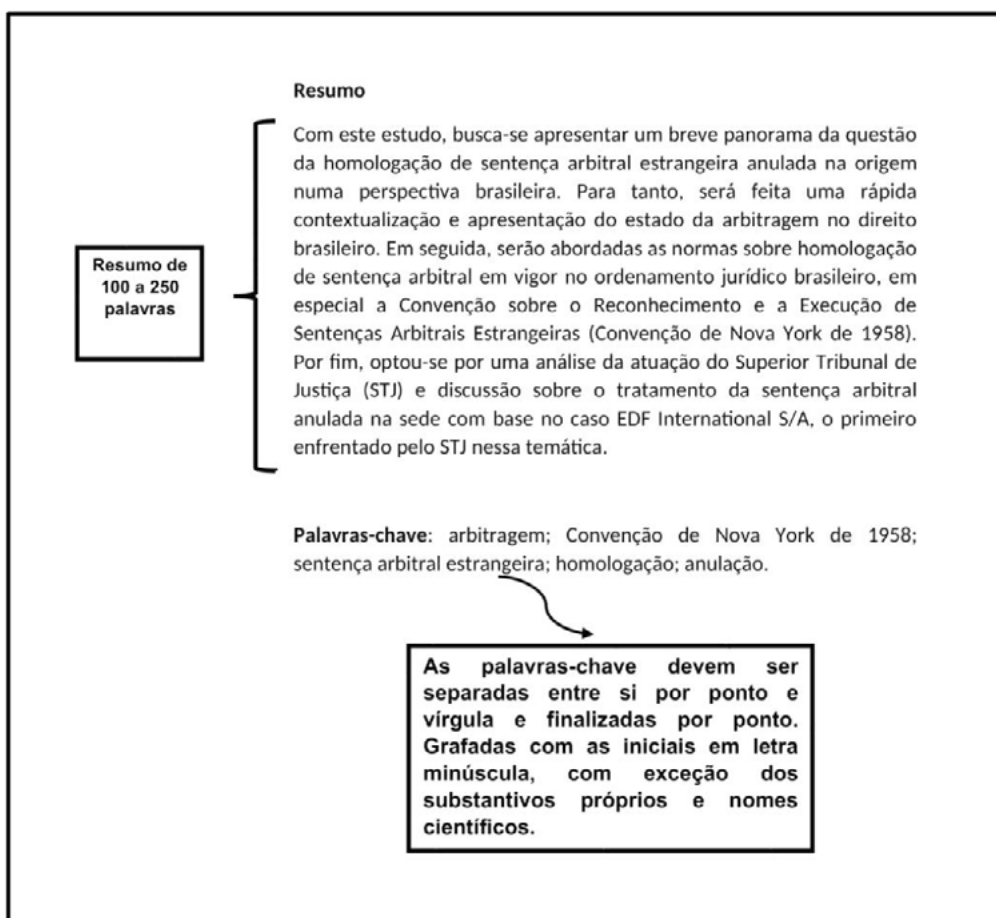 Resumo
Com este estudo, busca-se apresentar um breve panorama da questão
da homologação de sentença arbitral estrangeira anulada na origem
numa perspectiva brasileira. Para tanto, será feita uma rápida
contextualização e apresentação do estado da arbitragem no direito
brasileiro. Em seguida, serão abordadas as normas sobre homologação
de sentença arbitral em vigor no ordenamento jurídico brasileiro, em
especial a Convenção sobre o Reconhecimento e a Execução de
Sentenças Arbitrais Estrangeiras (Convenção de Nova York de 1958).
Por fim, optou-se por uma análise da atuação do Superior Tribunal de
Justiça (STJ) e discussão sobre o tratamento da sentença arbitral
anulada na sede com base no caso EDF International S/A, o primeiro
enfrentado pelo STJ nessa temática.
Resumo de
100 a 250
palavras
Palavras-chave: arbitragem; Convenção de Nova York de 1958;
sentença arbitral estrangeira; homologação; anulação.
As palavras-chave devem ser
separadas entre si por ponto e
vírgula e finalizadas por ponto.
Grafadas com as iniciais em letra
minúscula, com exceção dos
substantivos próprios e nomes
científicos.